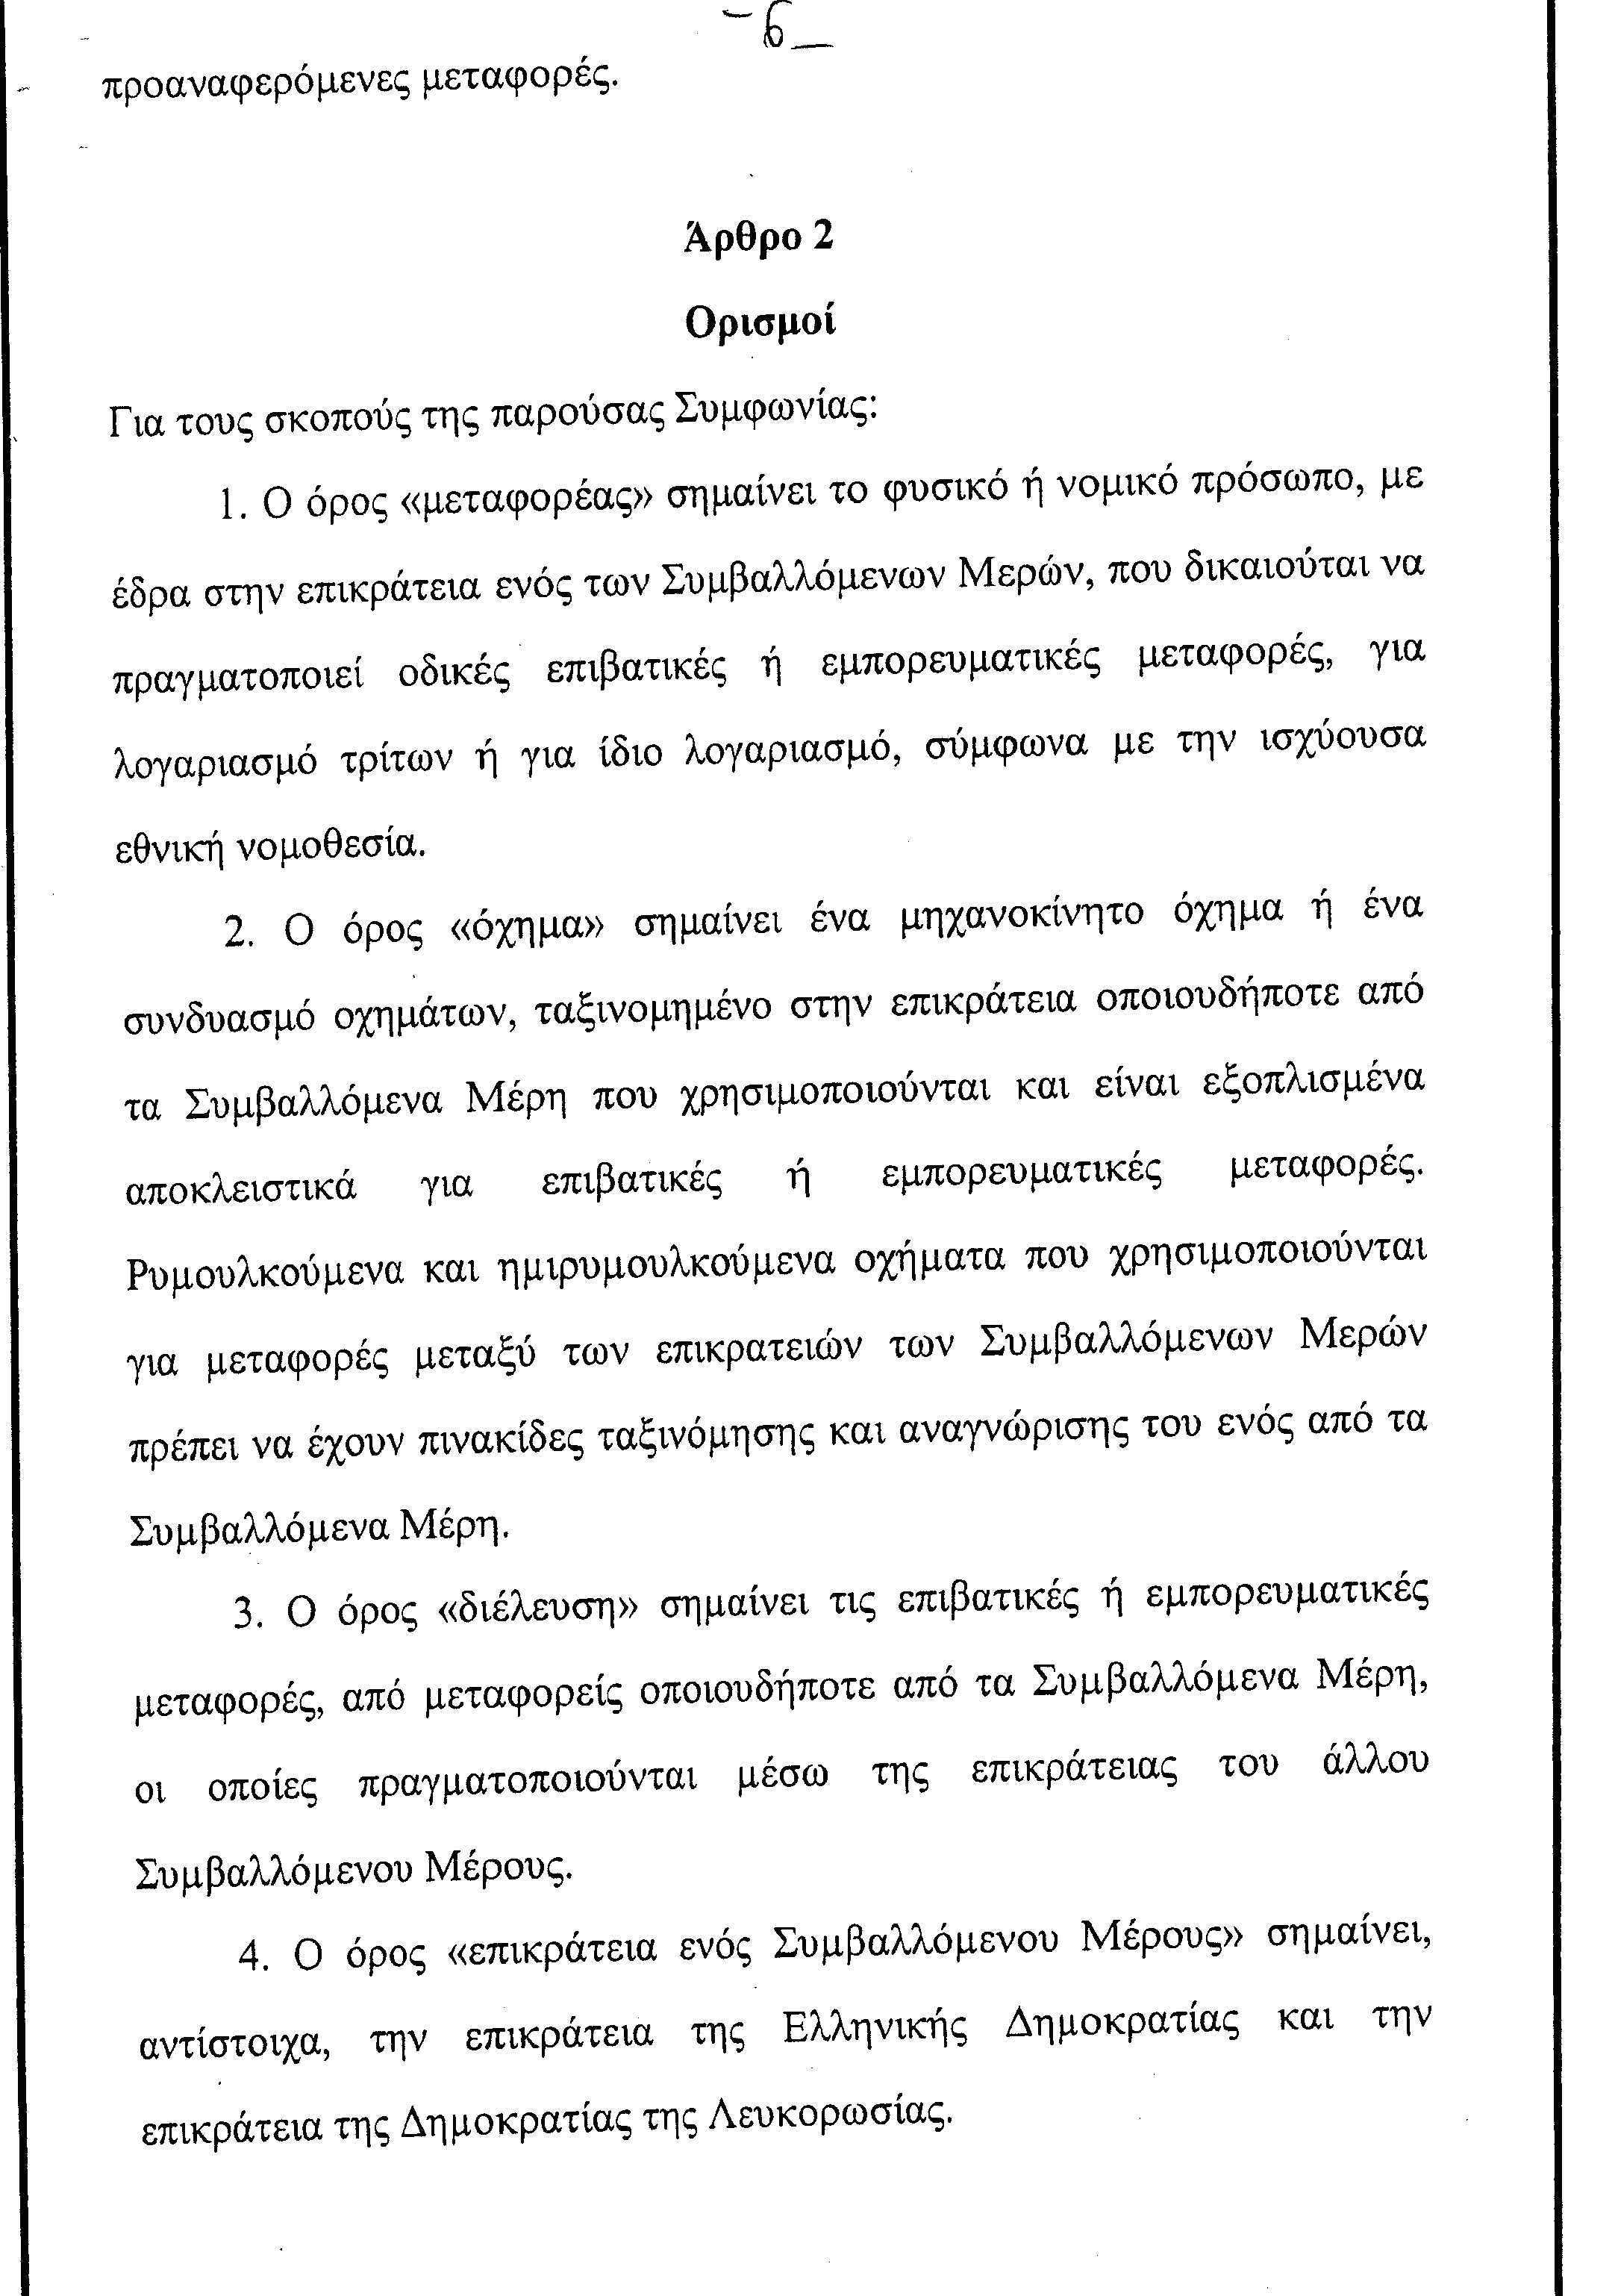 -6-
προαναφερόμενες μεταφορές.
Άρθρο 2
Ορισμοί
Για τους σκοπούς της παρούσας Συμφωνίας:
1. Ο όρος «μεταφορέας» σημαίνει το φυσικό ή νομικό πρόσωπο, με
έδρα στην επικράτεια ενός των Συμβαλλόμενων Μερών, που δικαιούται να
πραγματοποιεί οδικές επιβατικές ή εμπορευματικές μεταφορές, για
λογαριασμό τρίτων ή για ίδιο λογαριασμό, σύμφωνα με την ισχύουσα
εθνική νομοθεσία.
2. Ο όρος «όχημα» σημαίνει ένα μηχανοκίνητο όχημα ή ένα
συνδυασμό οχημάτων, ταξινομημένο στην επικράτεια οποιουδήποτε από
τα Συμβαλλόμενα Μέρη που χρησιμοποιούνται και είναι εξοπλισμένα
αποκλειστικά για επιβατικές ή εμπορευματικές μεταφορές.
Ρυμουλκούμενα και ημιρυμουλκούμενα οχήματα που χρησιμοποιούνται
για μεταφορές μεταξύ των επικρατειών των Συμβαλλόμενων Μερών
πρέπει να έχουν πινακίδες ταξινόμησης και αναγνώρισης του ενός από τα
Συμβαλλόμενα Μέρη.
3. Ο όρος «διέλευση» σημαίνει τις επιβατικές ή εμπορευματικές
μεταφορές, από μεταφορείς οποιουδήποτε από τα Συμβαλλόμενα Μέρη,
οι οποίες πραγματοποιούνται μέσω της επικράτειας του άλλου
Συμβαλλόμενου Μέρους.
4. Ο όρος «επικράτεια ενός Συμβαλλόμενου Μέρους» σημαίνει,
αντίστοιχα, την επικράτεια της Ελληνικής Δημοκρατίας και την
επικράτεια της Δημοκρατίας της Λευκορωσίας.